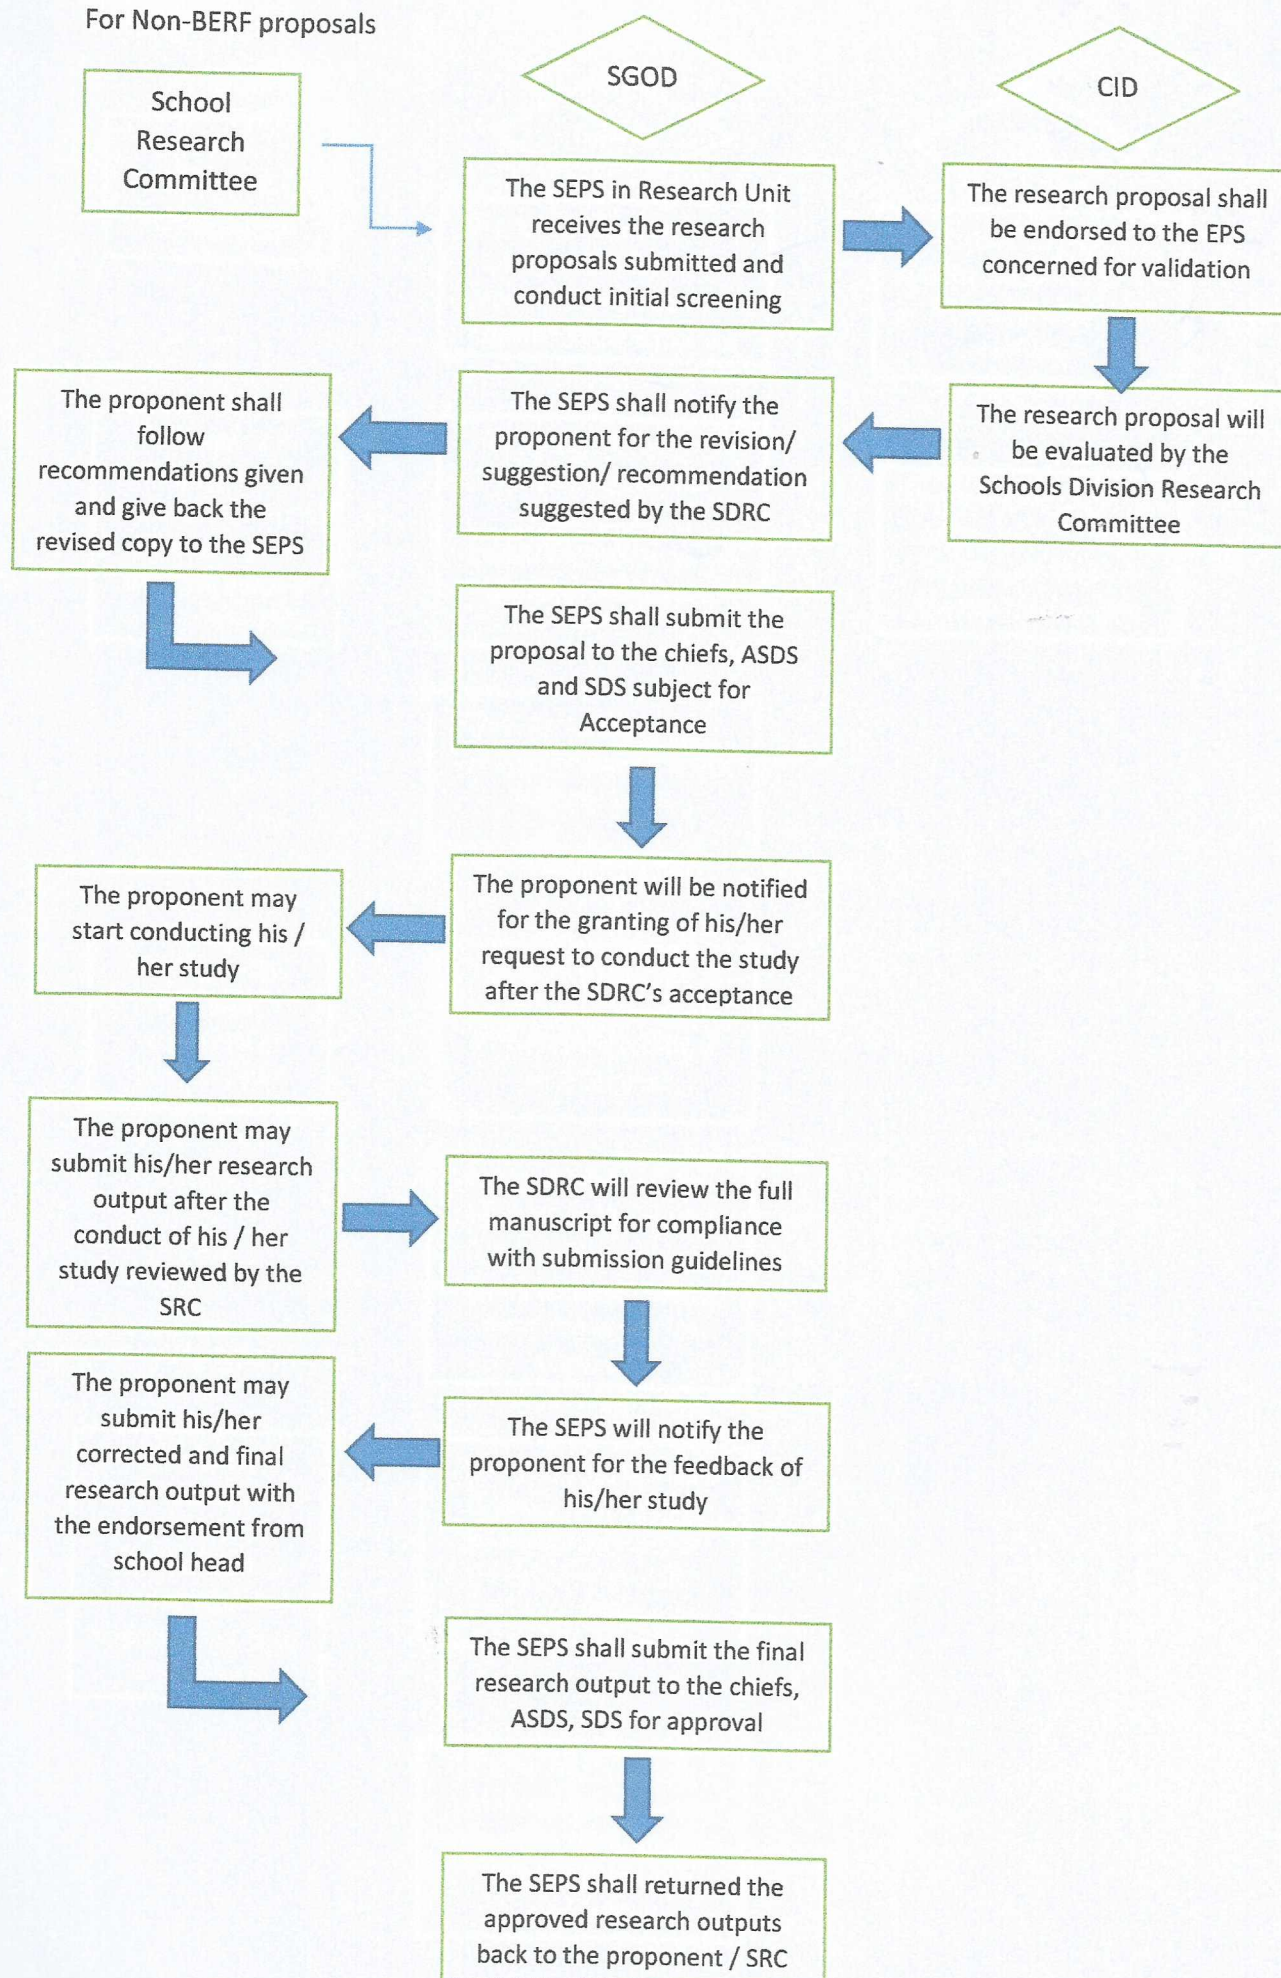 For Non-BERF proposals
School
Research
Committee
SGOD
CID
The SEPS in Research Unit
receives the research
proposals submitted and
conduct initial screening
The research proposal shall
be endorsed to the EPS
concerned for validation
The proponent shall
follow
recommendations given
and give back the
revised copy to the SEPS
The SEPS shall notify the
proponent for the revision/
suggestion/ recommendation
suggested by the SDRC
The research proposal will
be evaluated by the
Schools Division Research
Committee
The SEPS shall submit the
proposal to the chiefs, ASDS
and SDS subject for
Acceptance
The proponent may
start conducting his /
her study
The proponent will be notified
for the granting of his/her
request to conduct the study
after the SDRC's acceptance
The proponent may
submit his/her research
output after the
conduct of his / her
study reviewed by the
SRC
The SDRC will review the full
manuscript for compliance
with submission guidelines
The proponent may
submit his/her
corrected and final
research output with
the endorsement from
school head
The SEPS will notify the
proponent for the feedback of
his/her study
The SEPS shall submit the final
research output to the chiefs,
ASDS, SDS for approval
The SEPS shall returned the
approved research outputs
back to the proponent / SRC